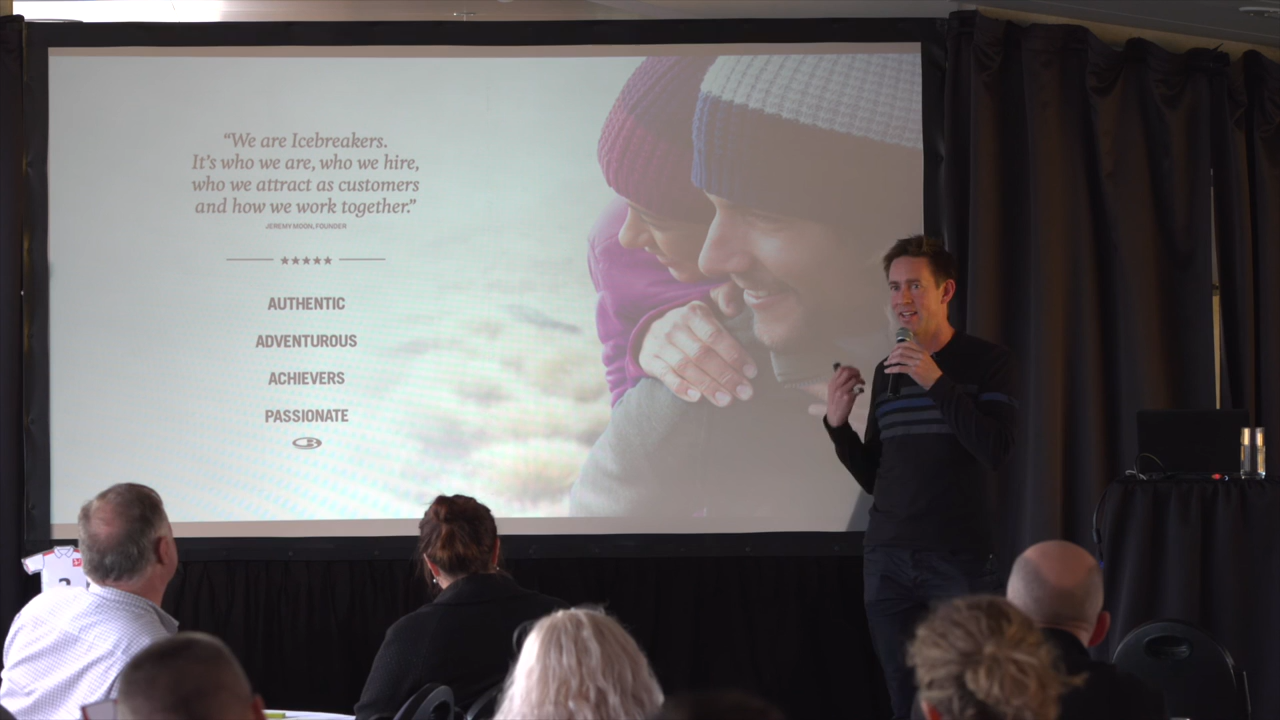 “We are Icebreakers.
It’s who we are, who we hire,
who we attract as customers
and how we work together.”
JEREMY MOON, FOUNDER
AUTHENTIC
ADVENTUROUS
ACHIEVERS
PASSIONATE